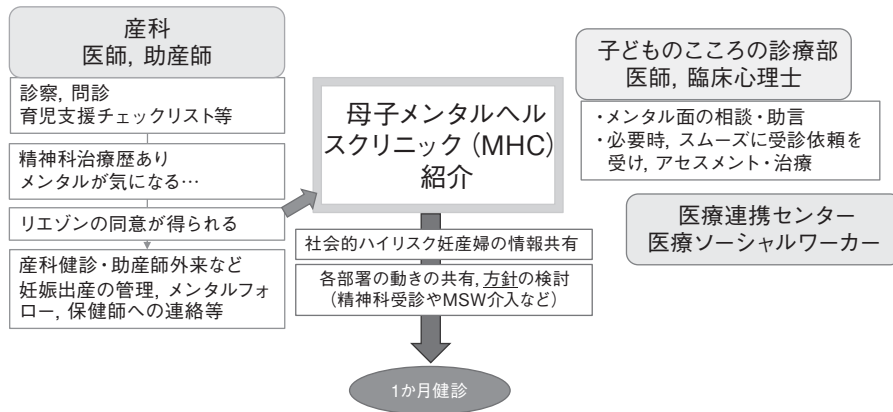 産科
医師, 助産師
診察, 問診
育児支援チェックリスト等
精神科治療歴あり
メンタルが気になる…
リエゾンの同意が得られる
産科健診・助産師外来など
妊娠出産の管理, メンタルフォ
ロー, 保健師への連絡等
母子メンタルヘル
スクリニック（MHC）
紹介
社会的ハイリスク妊産婦の情報共有
各部署の動きの共有, 方針の検討
（精神科受診やMSW介入など）
1か月健診
子どものこころの診療部
医師, 臨床心理士
・メンタル面の相談・助言
・必要時, スムーズに受診依頼を
受け, アセスメント・治療
医療連携センター
医療ソーシャルワーカー